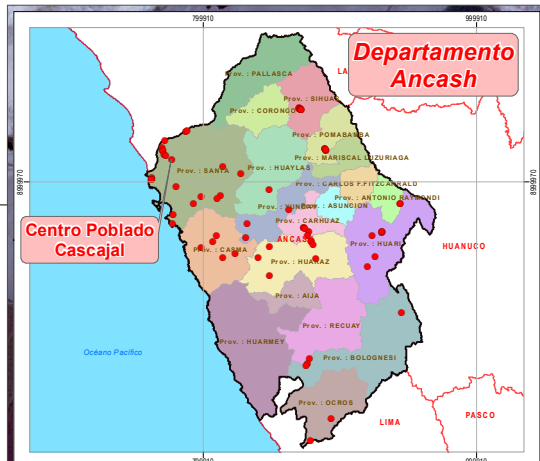 799910
999910
Departamento
Ancash
LA
Prov. : PALLASCA
Prov. : SIHUAS
Prov. : CORONGO
Prov. : POMABAMBA
Prov. : MARISCAL LUZURIAGA
Prov. : SANTA
Prov. : HUAYLAS
Prov. : CARLOS F.FITZCARRALD
Prov. : ANTONIO RAYMONDI
Prov. : YUNGAY
Prov. : ASUNCION
8999970
8999970
Centro Poblado
Cascajal
Prov. : CARHUAZ
ANCASH
Prov. : HUARI
HUANUCO
Prov. : CASMA
Prov. : HUARAZ
Prov. : AIJA
Prov. : RECUAY
Prov. : HUARMEY
Océano Pacífico
Prov. : BOLOGNESI
Prov. : OCROS
LIMA
PASCO
799910
999910